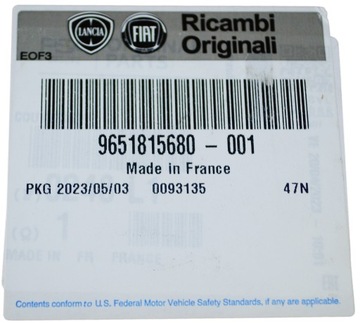 LANCIA
FIAT
Ricambi
Originali
EOF3
9651815680 - 001
Made in France
PKG 2023/05/03 0093135 47N
Contents conform to U.S. Federal Motor Vehicle Safety Standards, if any are applicable